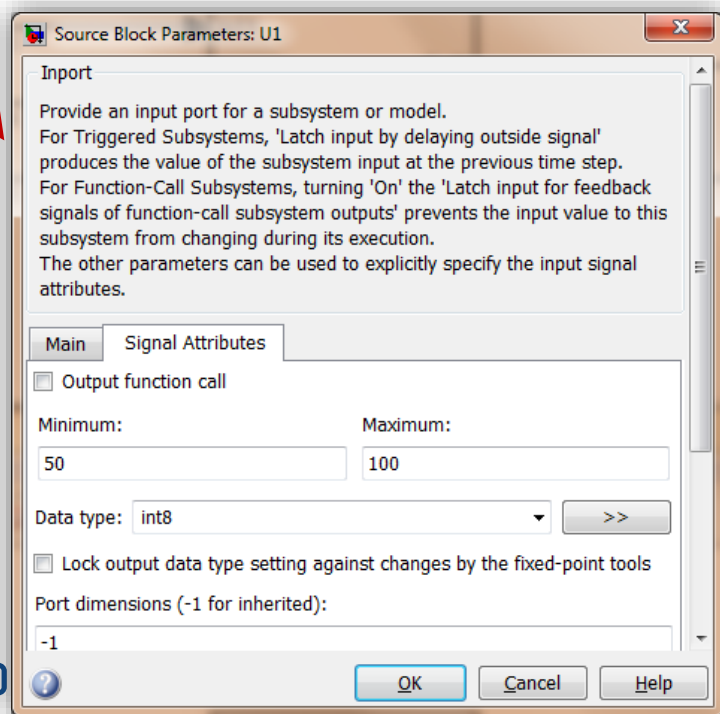 Source Block Parameters: U1
Inport
Provide an input port for a subsystem or model.
For Triggered Subsystems, 'Latch input by delaying outside signal'
produces the value of the subsystem input at the previous time step.
For Function-Call Subsystems, turning 'On' the 'Latch input for feedback
signals of function-call subsystem outputs' prevents the input value to this
subsystem from changing during its execution.
The other parameters can be used to explicitly specify the input signal
attributes.
Main Signal Attributes
Output function call
Minimum: Maximum:
50 100
Data type: int8 >>
Lock output data type setting against changes by the fixed-point tools
Port dimensions (-1 for inherited):
-1
OK Cancel Help